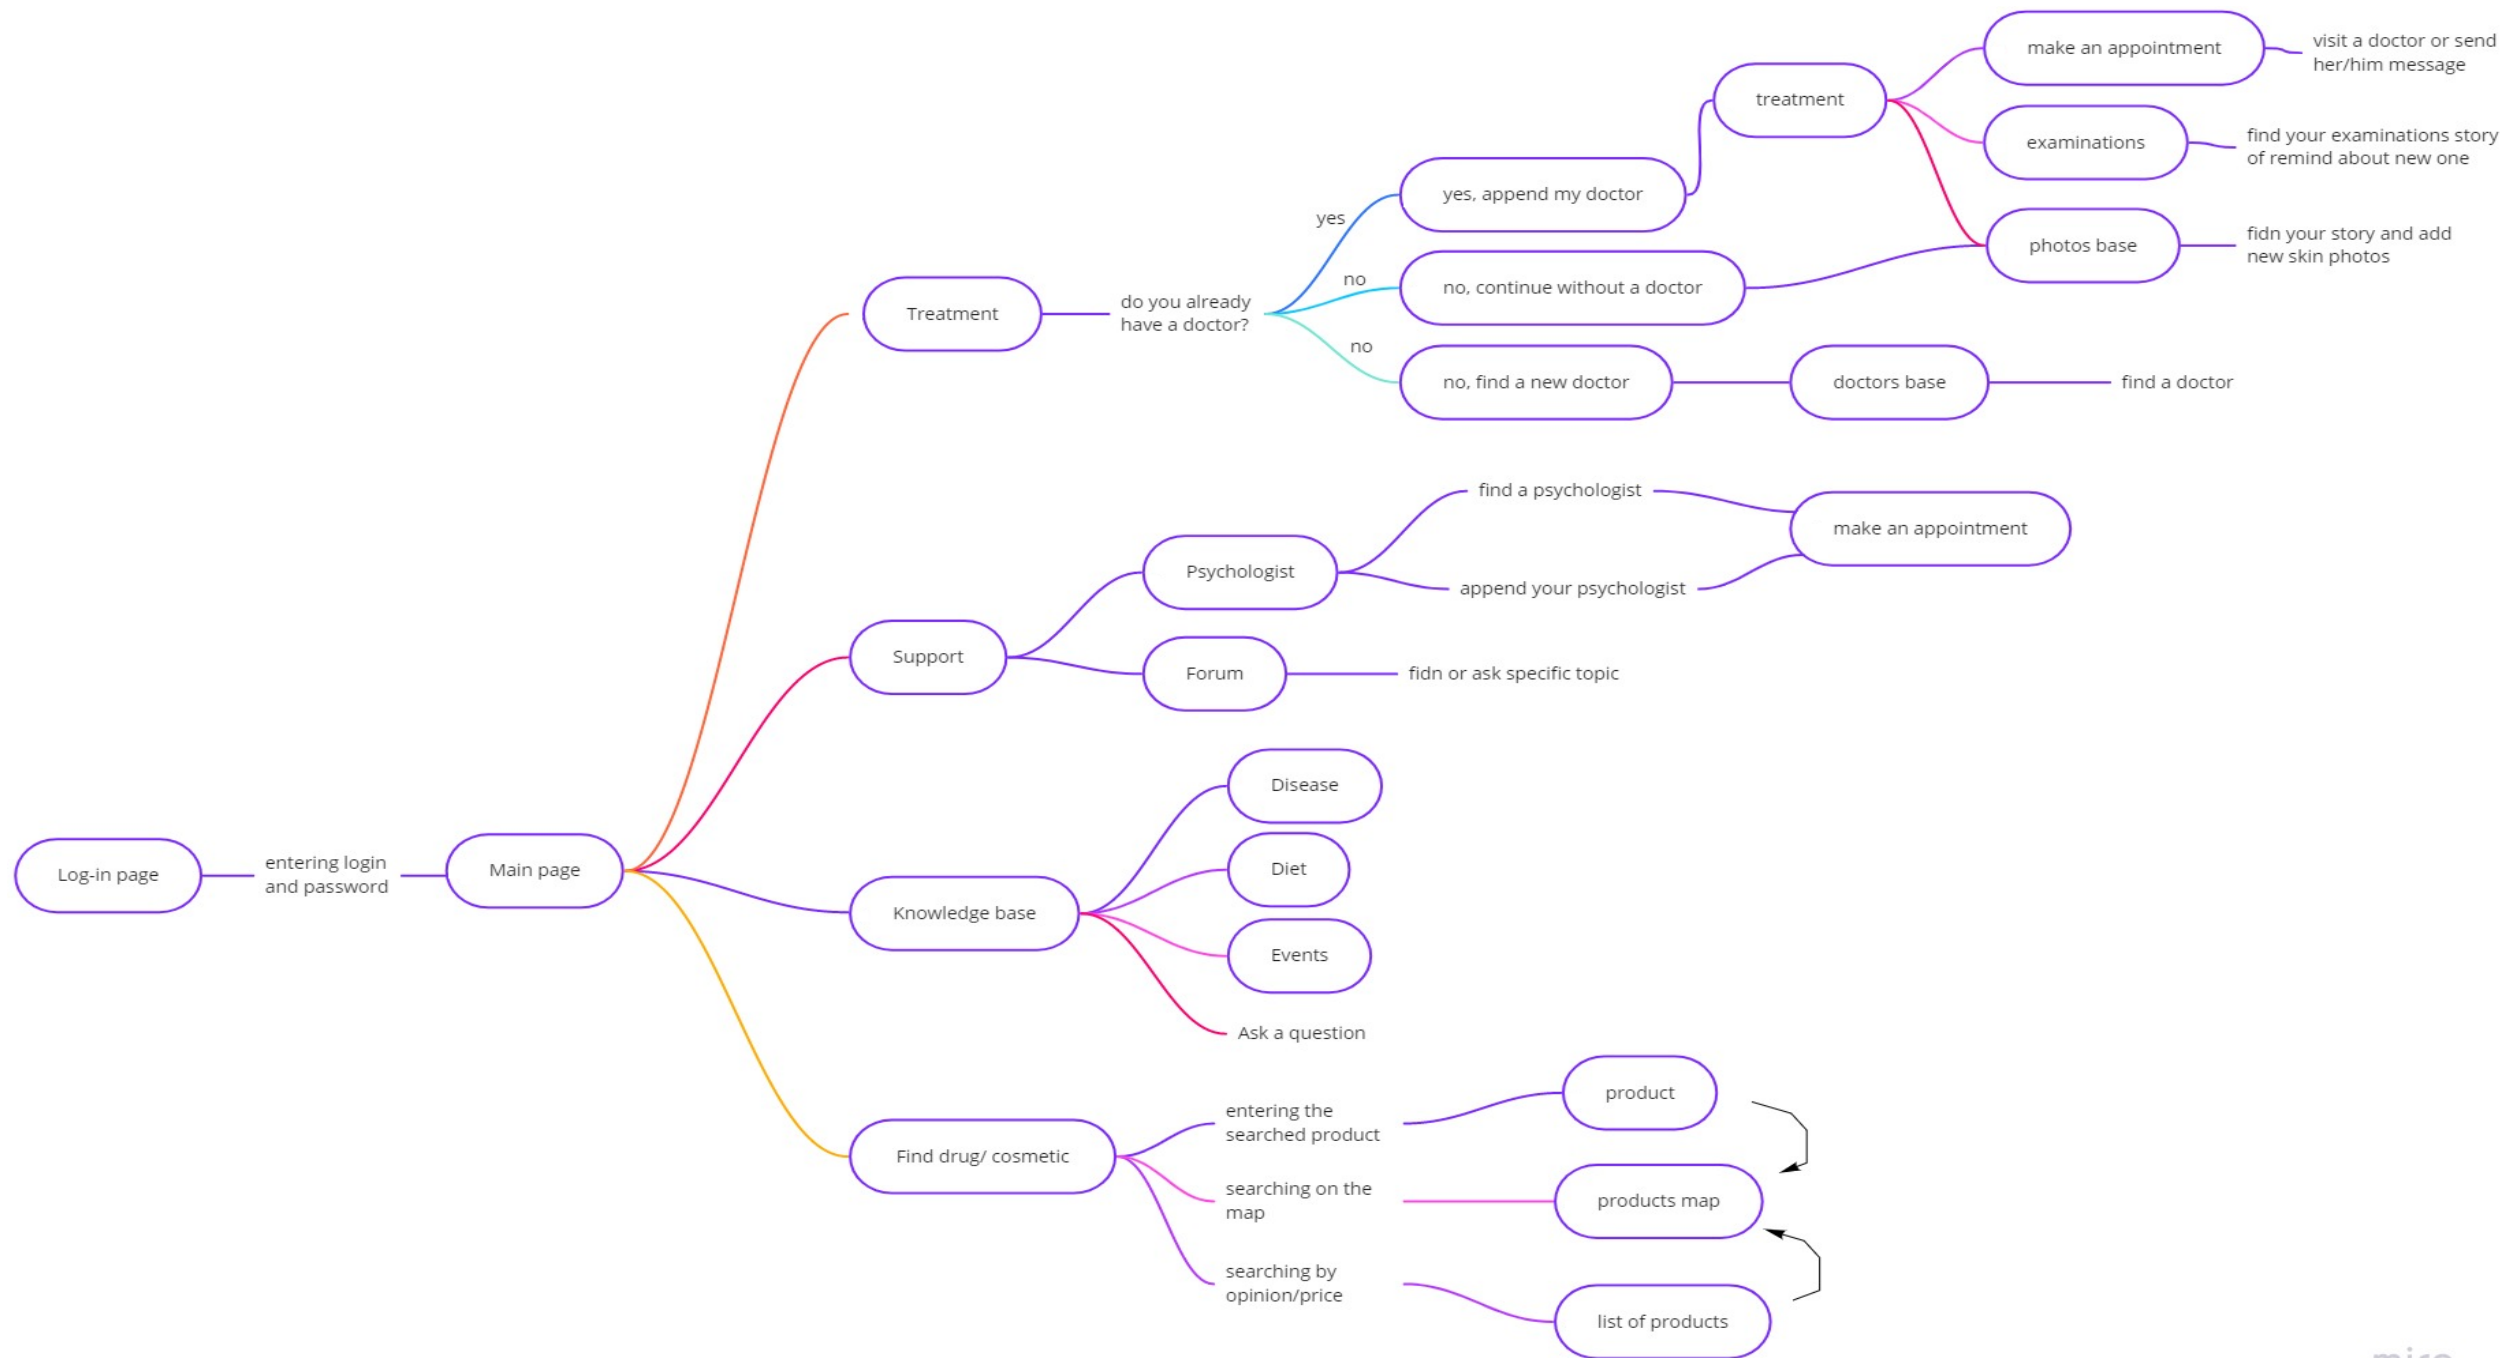 make an appointment
visit a doctor or send
her/him message
treatment
examinations
find your examinations story
of remind about new one
yes, append my doctor
yes
photos base
fidn your story and add
new skin photos
no
no, continue without a doctor
Treatment
do you already
have a doctor?
no
no, find a new doctor
doctors base
find a doctor
find a psychologist
make an appointment
Psychologist
append your psychologist
Support
Forum
fidn or ask specific topic
Disease
Log-in page
entering login
and password
Main page
Diet
Knowledge base
Events
Ask a question
product
entering the
searched product
Find drug/ cosmetic
searching on the
map
products map
searching by
opinion/price
list of products
miro